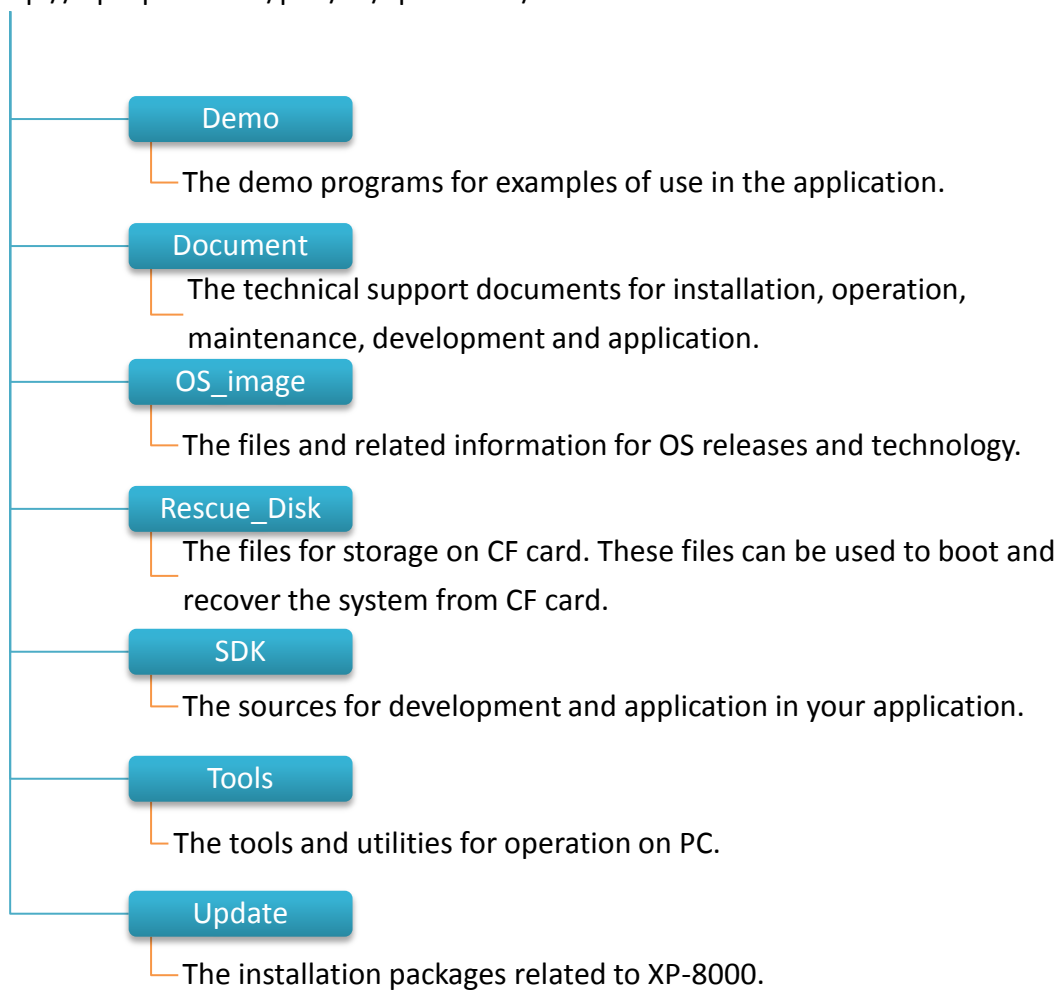 Demo
The demo programs for examples of use in the application.
Document
The technical support documents for installation, operation,
maintenance, development and application.
OS_image
The files and related information for OS releases and technology.
Rescue_Disk
The files for storage on CF card. These files can be used to boot and
recover the system from CF card.
SDK
The sources for development and application in your application.
Tools
The tools and utilities for operation on PC.
Update
The installation packages related to XP-8000.